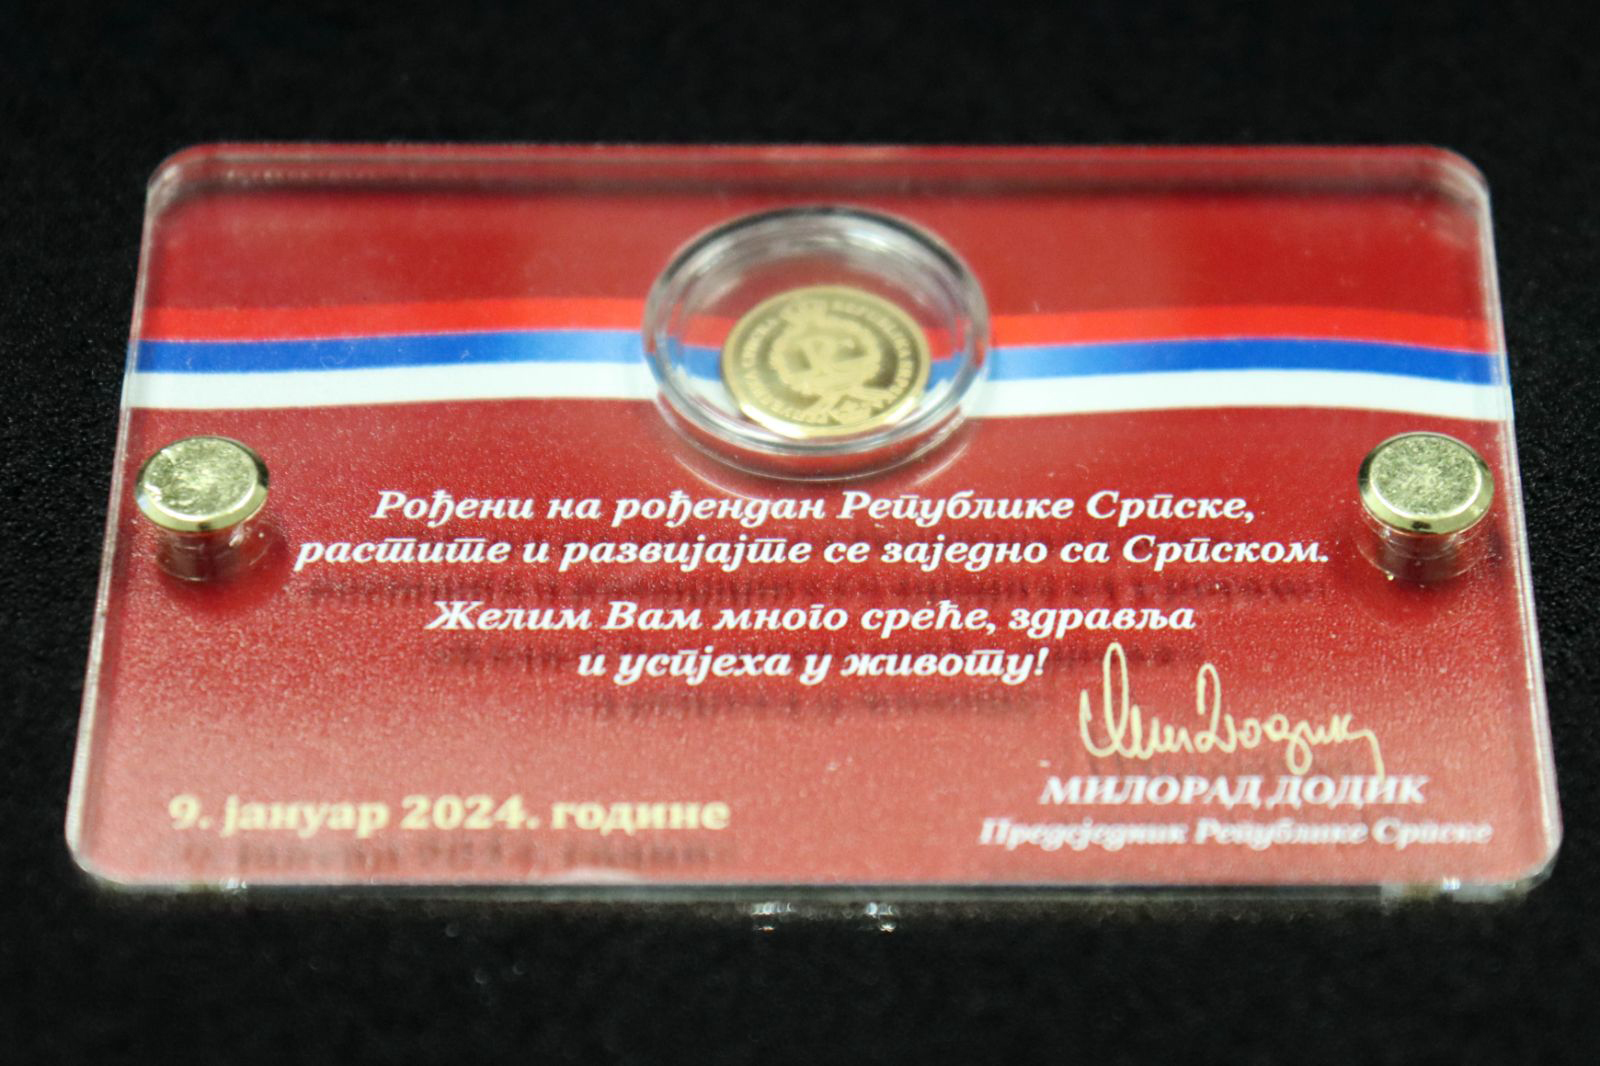 Рођени на рођендан Републике Српске,
растите и развијајте се заједно са Српском.
Желим Вам много среће, здравља
и успјеха у животу!
9. јануар 2024. године
МИЛОРАД ДОДИК
Предсједник Републике Српске